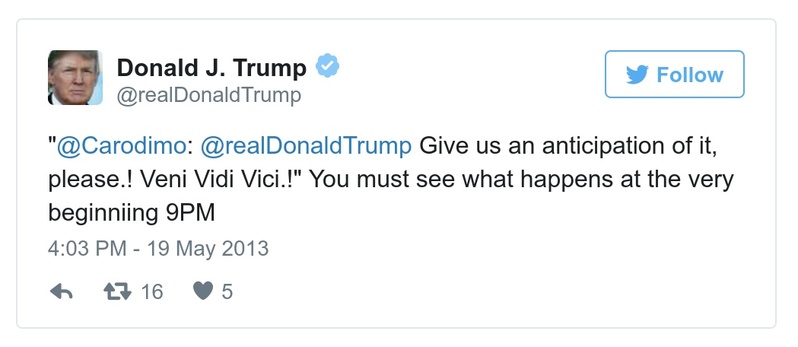 Donald J. Trump
@realDonaldTrump
Follow
"@Carodimo: @realDonaldTrump Give us an anticipation of it,
please.! Veni Vidi Vici.!" You must see what happens at the very
beginniing 9PM
4:03 PM - 19 May 2013
16 5